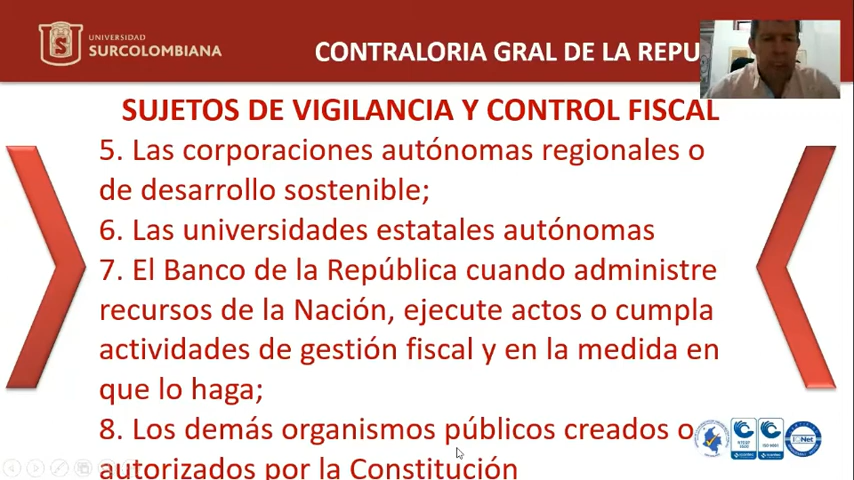 UNIVERSIDAD
SURCOLOMBIANA
CONTRALORIA GRAL DE LA REPU
SUJETOS DE VIGILANCIA Y CONTROL FISCAL
5. Las corporaciones autónomas regionales o
de desarrollo sostenible;
6. Las universidades estatales autónomas
7. El Banco de la República cuando administre
recursos de la Nación, ejecute actos o cumpla
actividades de gestión fiscal y en la medida en
que lo haga;
8. Los demás organismos públicos creados o
autorizados por la Constitución